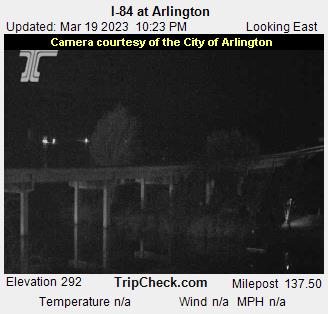 I-84 at Arlington
Updated: Mar 19 2023 10:23 PM Looking East
Camera courtesy of the City of Arlington
Elevation 292 TripCheck.com Milepost 137.50
Temperature n/a Wind n/a MPH n/a